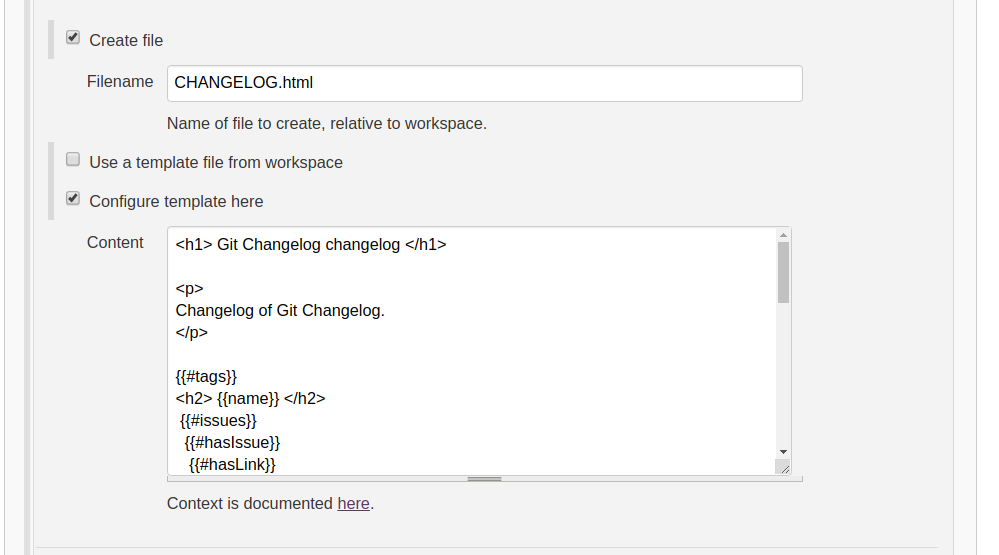 Create file
Filename CHANGELOG.html
Name of file to create, relative to workspace.
Use a template file from workspace
Configure template here
Content
<h1> Git Changelog changelog </h1>
<p>
Changelog of Git Changelog.
</p>
{{#tags}}
<h2> {{name}} </h2>
{{#issues}}
{{#hasIssue}}
{{#hasLink}}
Context is documented here.